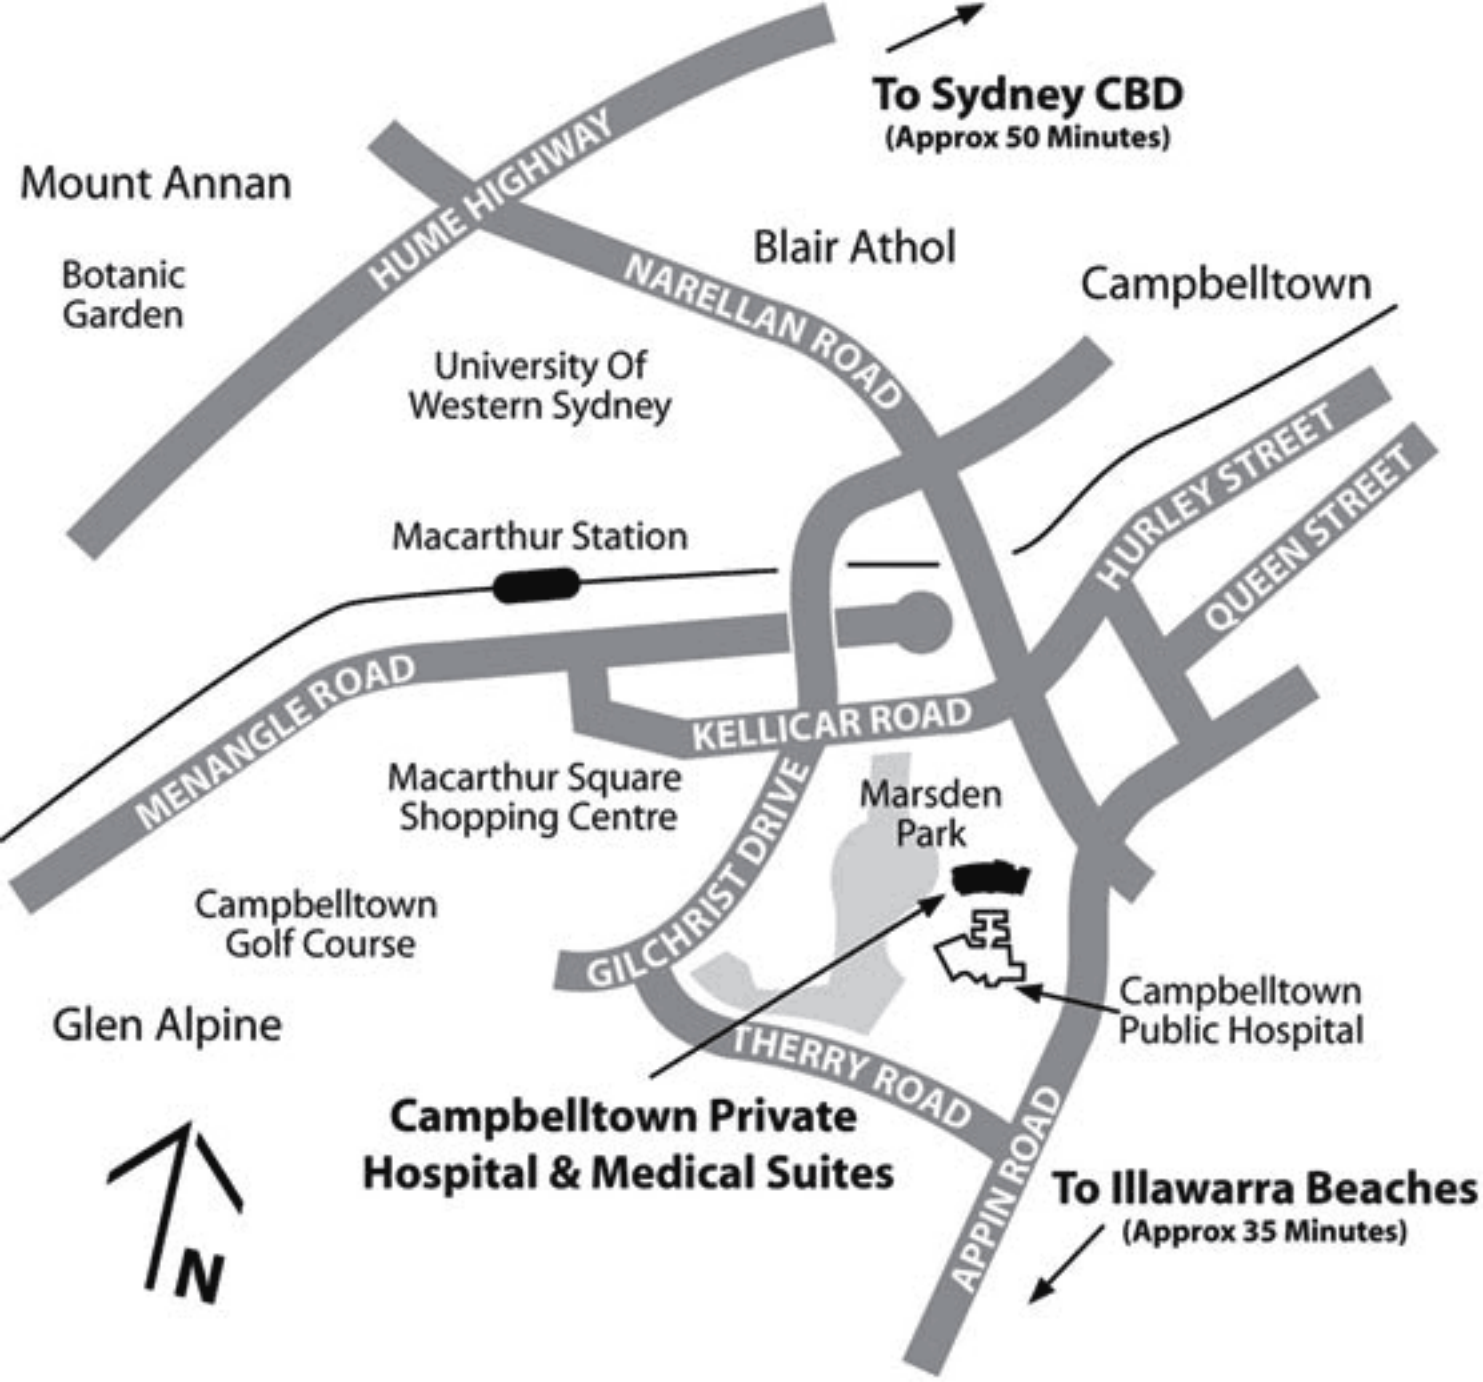 To Sydney CBD
(Approx 50 Minutes)
HUME HIGHWAY
Mount Annan
Botanic
Garden
Blair Athol
NARELLAN ROAD
Campbelltown
University Of
Western Sydney
HURLEY STREET
QUEEN STREET
Macarthur Station
MENANGLE ROAD
KELLICAR ROAD
Macarthur Square
Shopping Centre
GILCHRIST DRIVE
Marsden
Park
Campbelltown
Golf Course
Glen Alpine
Campbelltown
Public Hospital
THERRY ROAD
Campbelltown Private
Hospital & Medical Suites
APPIN ROAD
To Illawarra Beaches
(Approx 35 Minutes)
N